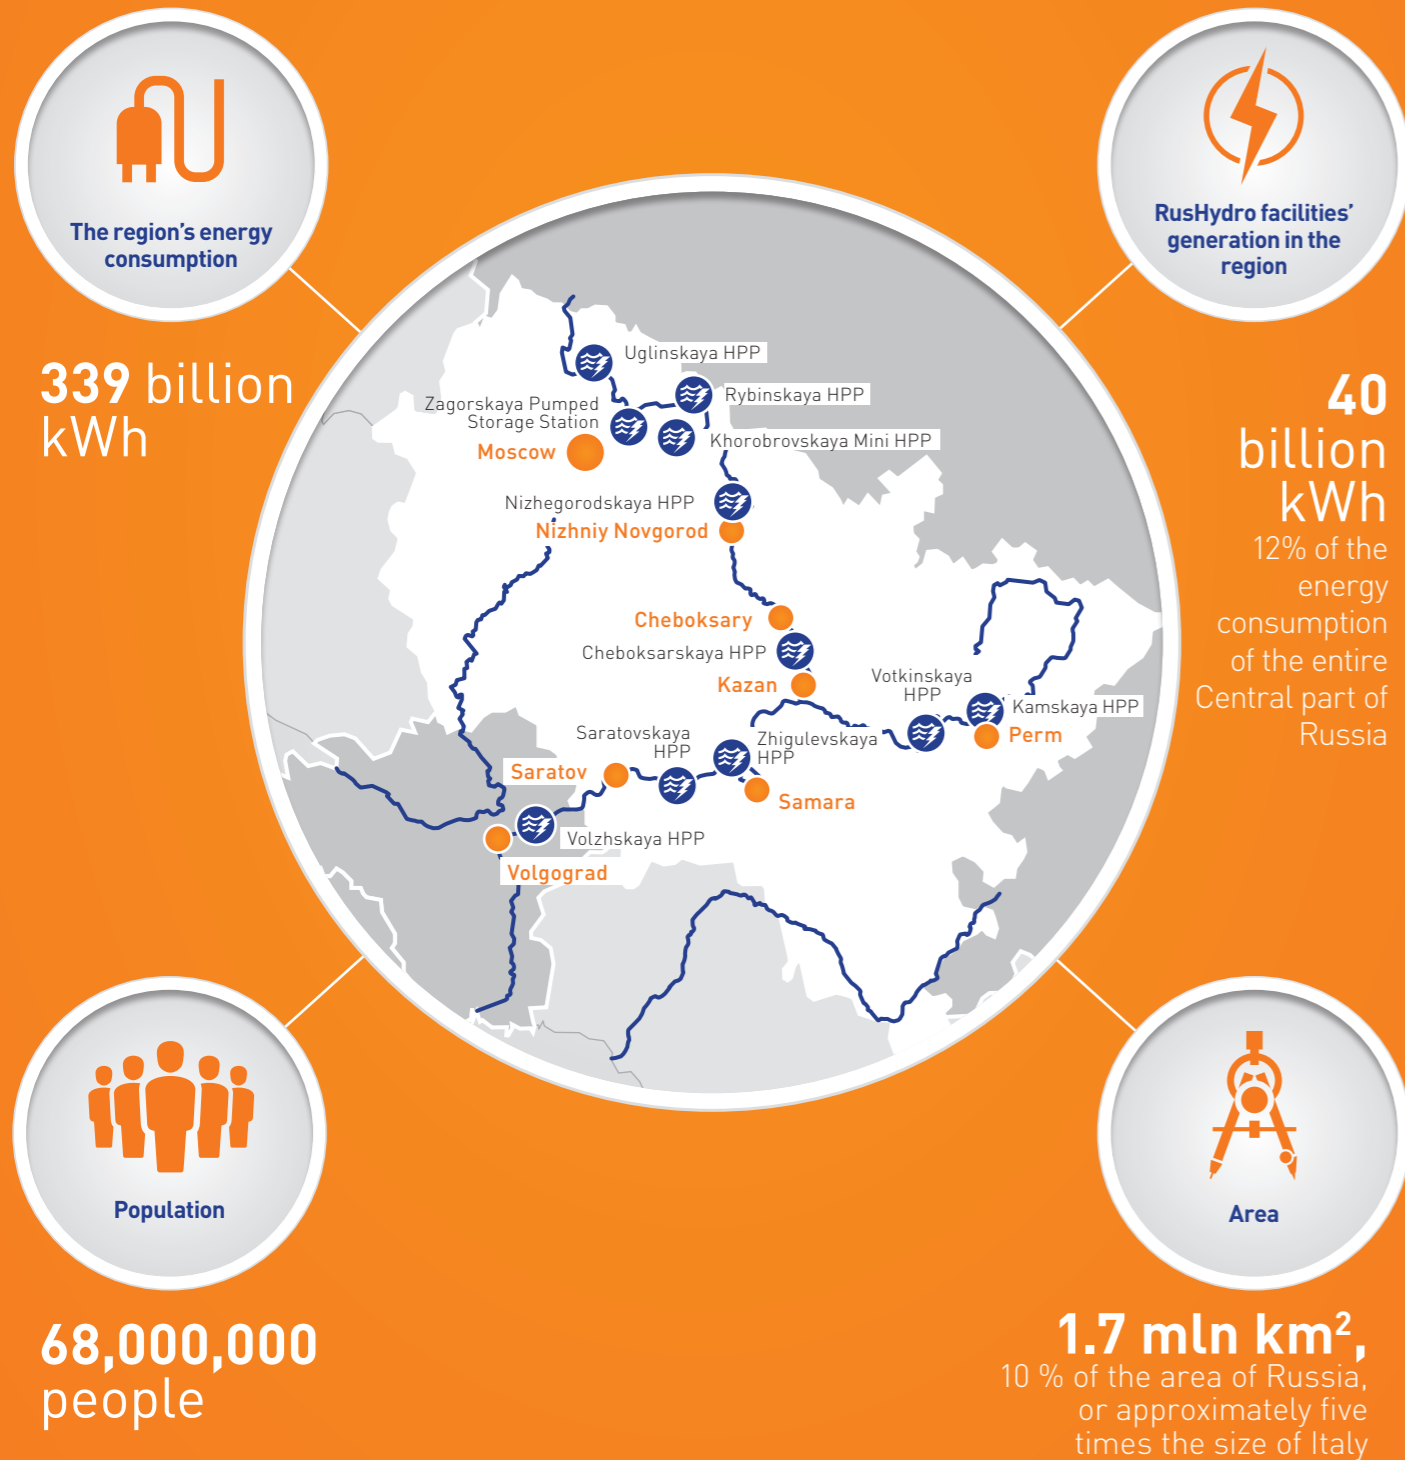 The region's energy
consumption
339 billion
kWh
RusHydro facilities'
generation in the
region
40
billion
kWh
12% of the
energy
consumption
of the entire
Central part of
Russia
Uglinskaya HPP
Rybinskaya HPP
Zagorskaya Pumped
Storage Station
Khorobrovskaya Mini HPP
Moscow
Nizhegorodskaya HPP
Nizhniy Novgorod
Cheboksary
Cheboksarskaya HPP
Kazan
Votkinskaya
HPP
Kamskaya HPP
Perm
Saratovskaya
HPP
Zhigulevskaya
HPP
Saratov
Samara
Volzhskaya HPP
Volgograd
Population
68,000,000
people
Area
1.7 mln km²,
10 % of the area of Russia,
or approximately five
times the size of Italy